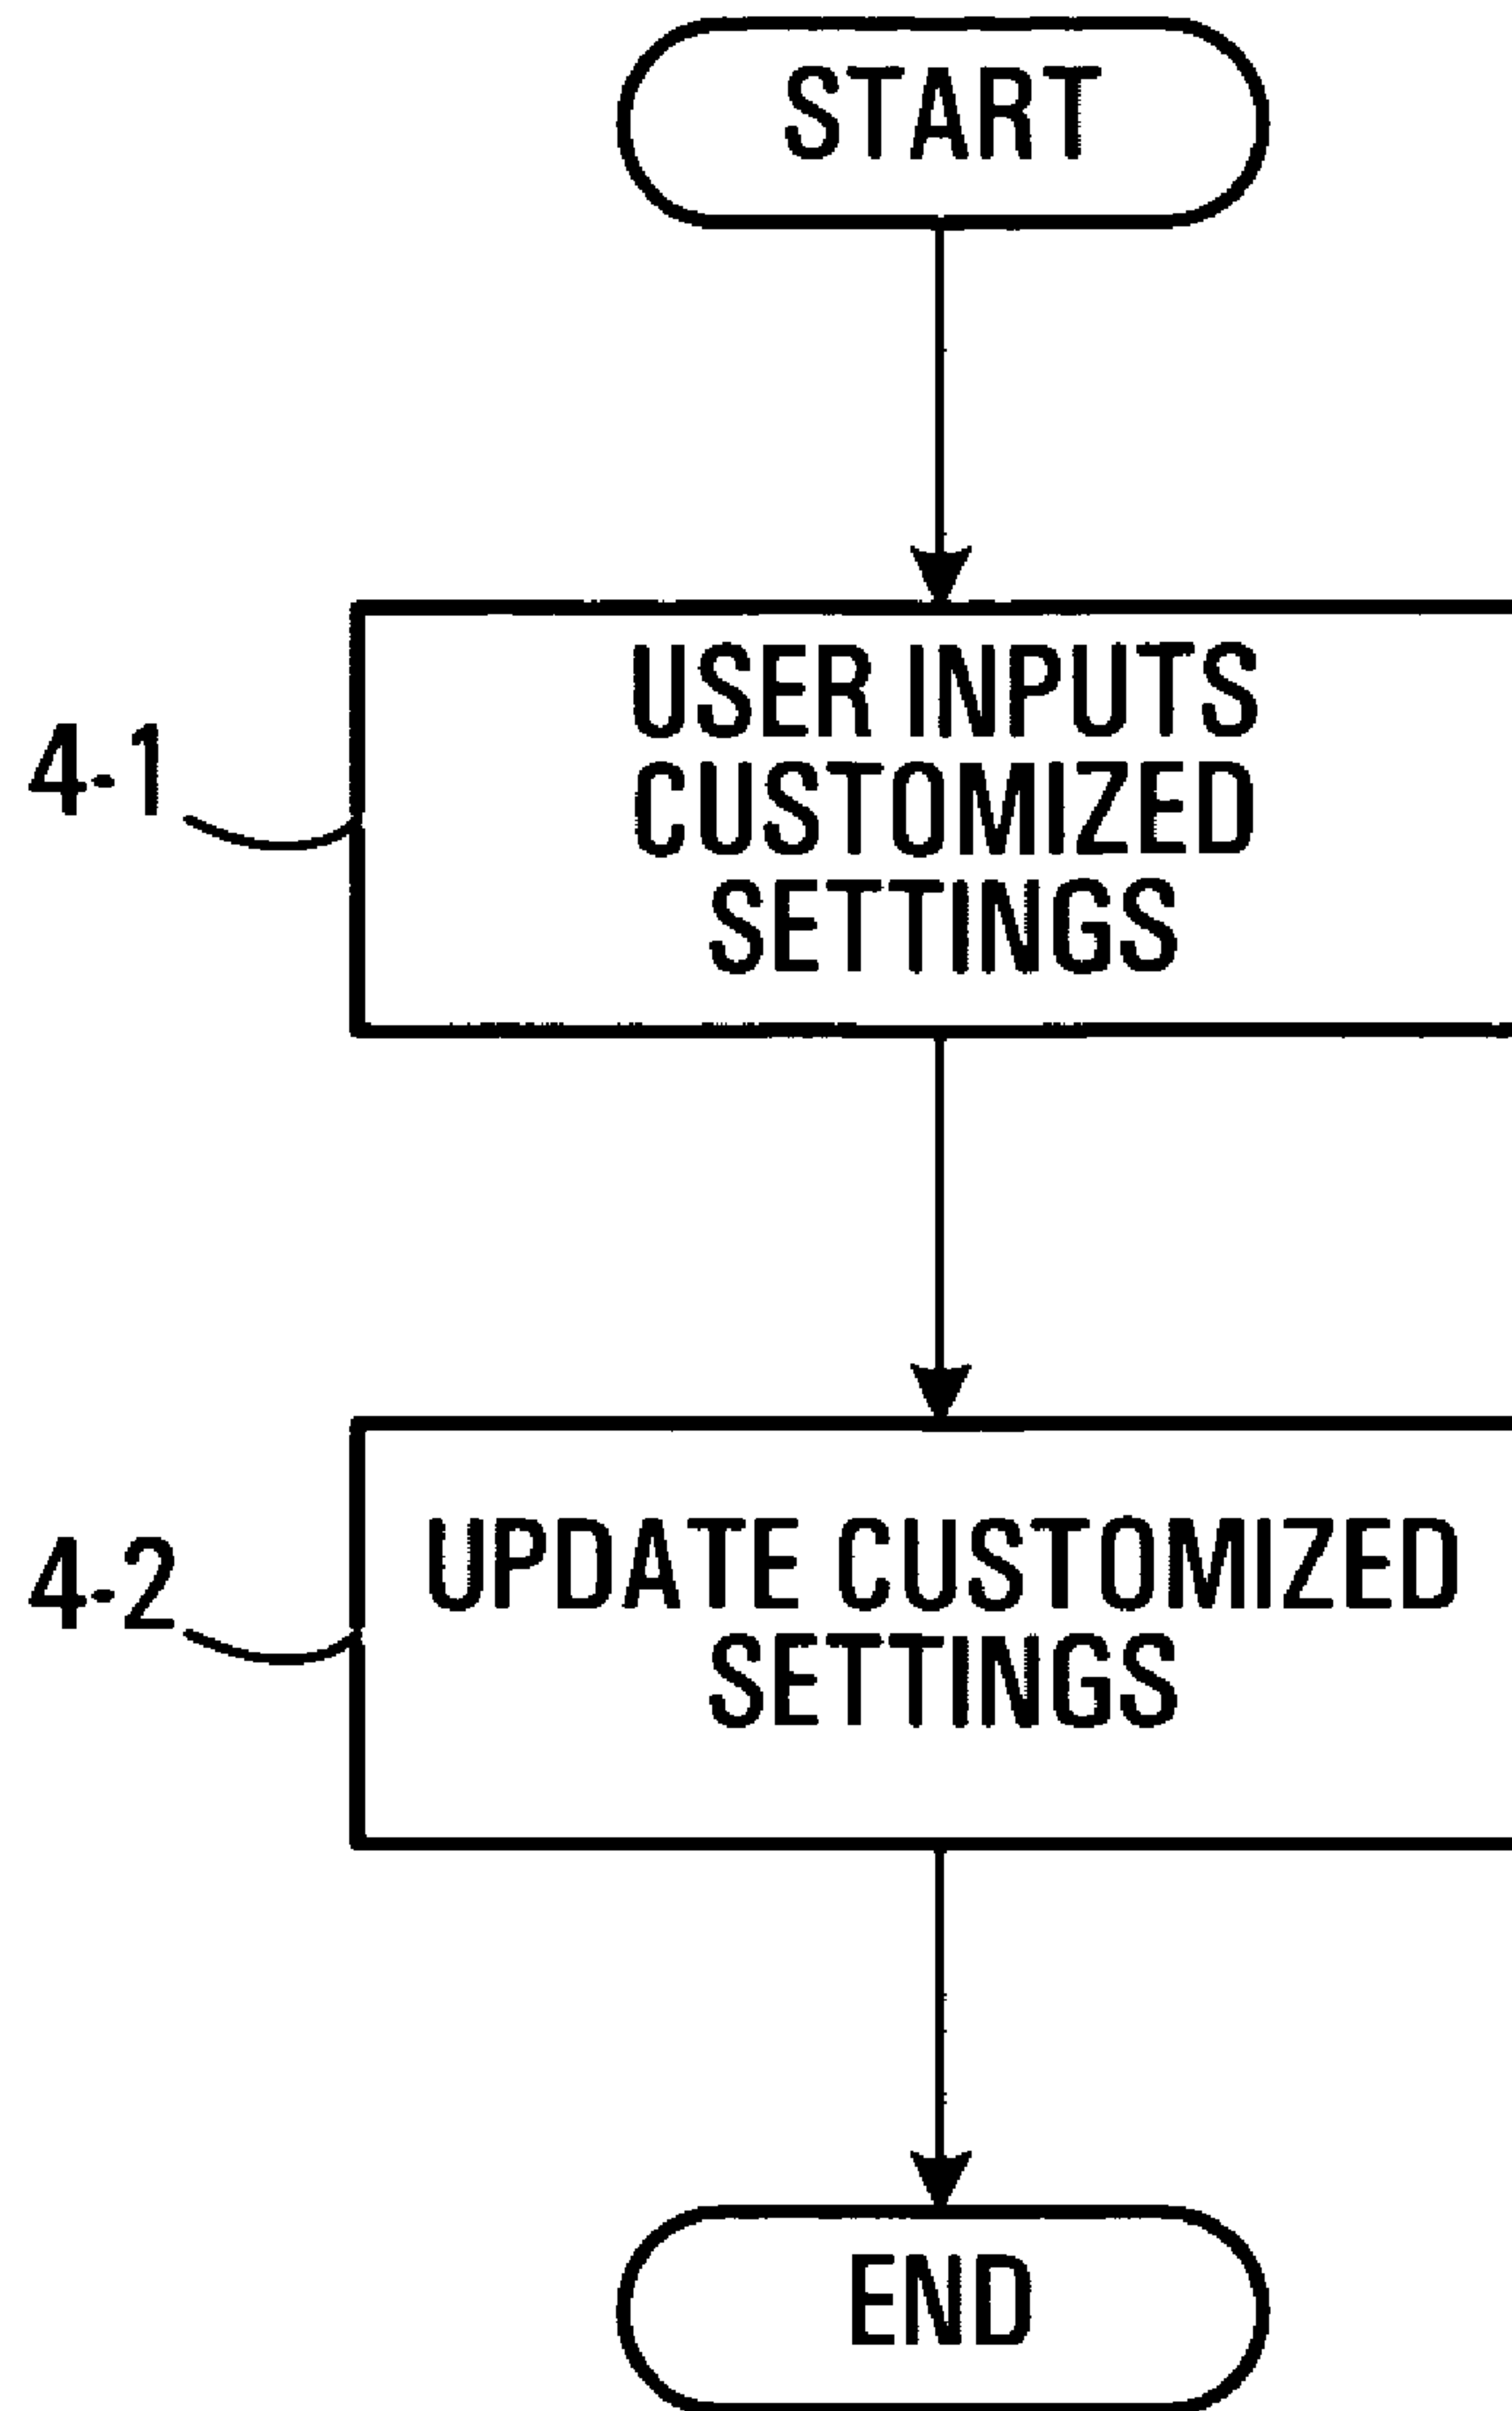 START
4-1
USER INPUTS
CUSTOMIZED
SETTINGS
4-2
UPDATE CUSTOMIZED
SETTINGS
END